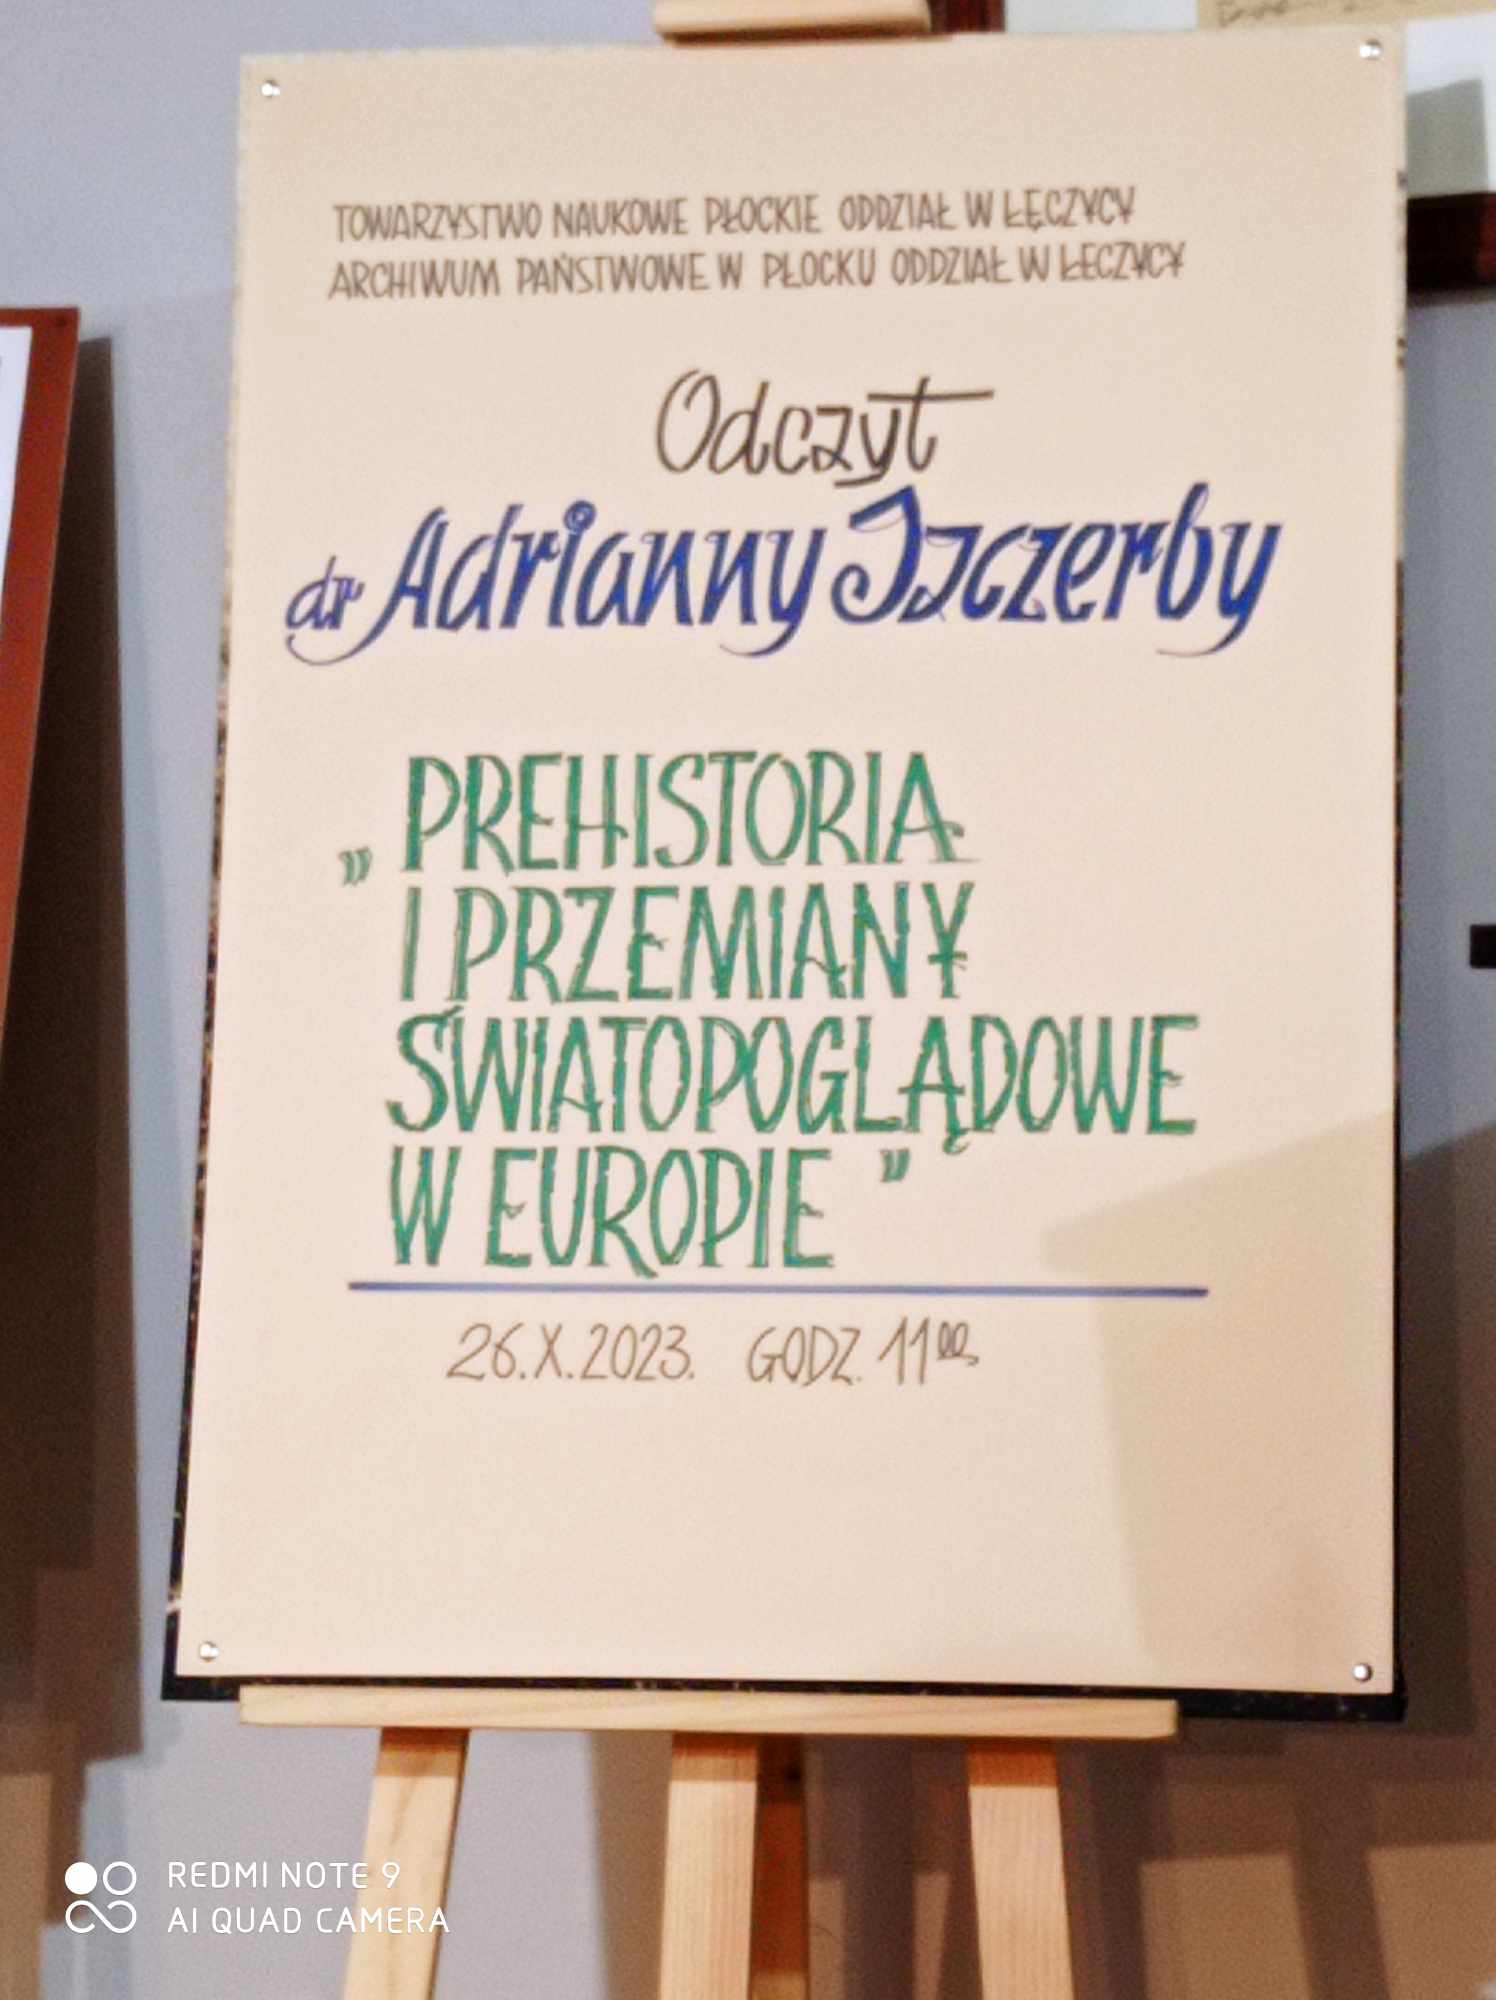 TOWARZYSTWO NAUKOWE PŁOCKIE ODDZIAŁ W ŁĘCZYCY
ARCHIWUM PAŃSTWOWE W PŁOCKU ODDZIAŁ W ŁĘCZYCY
Odczyt
dr Adrianny Szczerby
„ PREHISTORIA
I PRZEMIANY
ŚWIATOPOGLĄDOWE
W EUROPIE ”
26.X.2023. GODZ. 11⁰⁰
REDMI NOTE 9
AI QUAD CAMERA